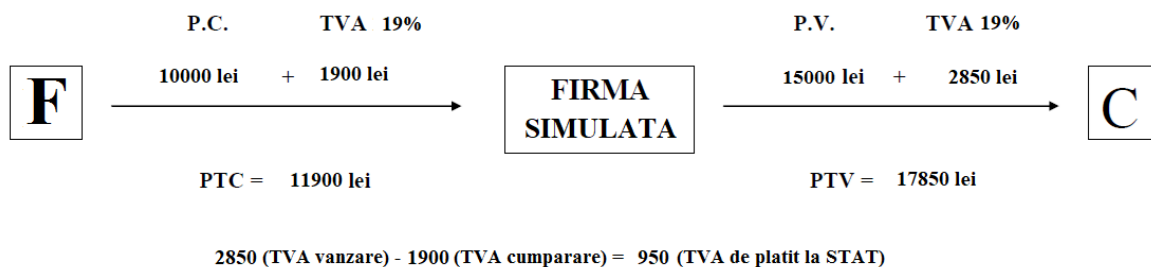 P.C. TVA 19% P.V. TVA 19%
10000 lei + 1900 lei 15000 lei + 2850 lei
F FIRMA SIMULATA C
PTC = 11900 lei PTV = 17850 lei
2850 (TVA vanzare) - 1900 (TVA cumparare) = 950 (TVA de platit la STAT)